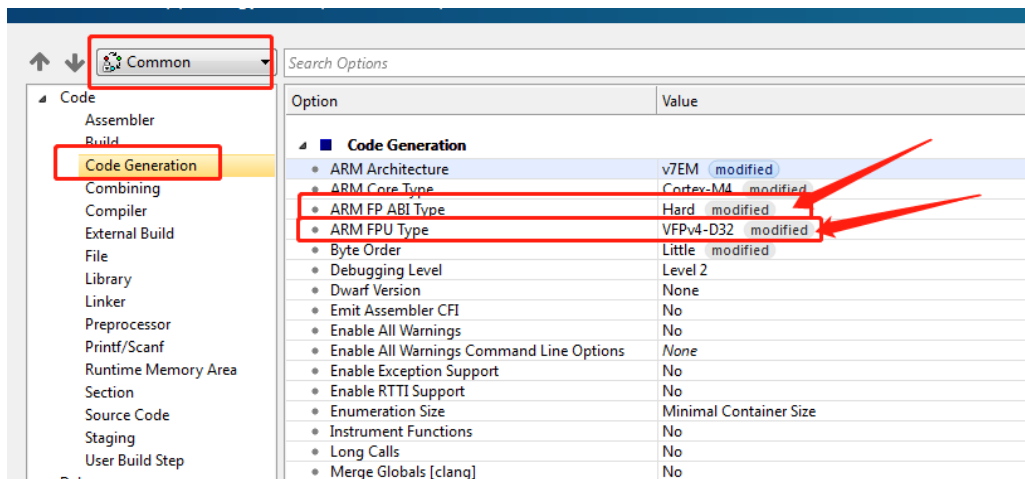 Common
Search Options
Code
Assembler
Build
Code Generation
Combining
Compiler
External Build
File
Library
Linker
Preprocessor
Printf/Scanf
Runtime Memory Area
Section
Source Code
Staging
User Build Step
Option Value
Code Generation
ARM Architecture v7EM modified
ARM Core Type Cortex-M4 modified
ARM FP ABI Type Hard modified
ARM FPU Type VFPv4-D32 modified
Byte Order Little modified
Debugging Level Level 2
Dwarf Version None
Emit Assembler CFI No
Enable All Warnings No
Enable All Warnings Command Line Options None
Enable Exception Support No
Enable RTTI Support No
Enumeration Size Minimal Container Size
Instrument Functions No
Long Calls No
Merge Globals [clang] No